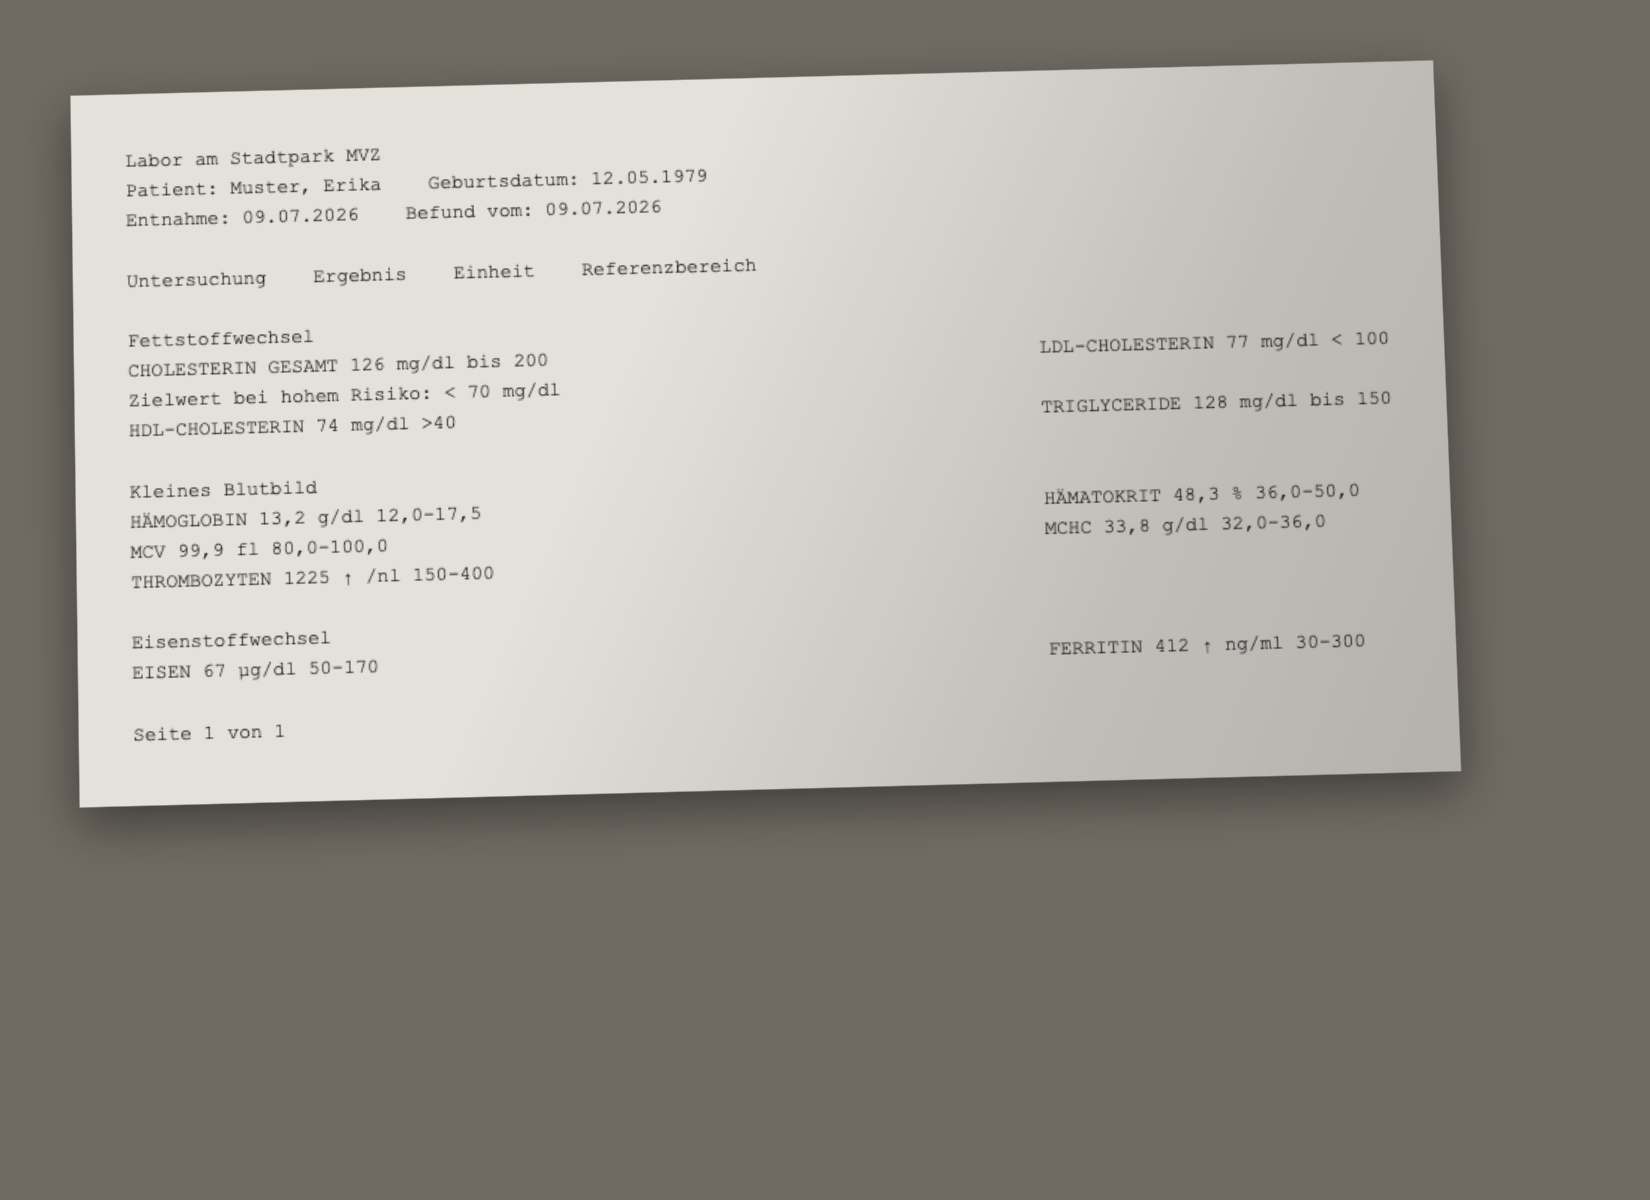 Labor am Stadtpark MVZ
Patient: Muster, Erika    Geburtsdatum: 12.05.1979
Entnahme: 09.07.2026    Befund vom: 09.07.2026
Untersuchung    Ergebnis    Einheit    Referenzbereich
Fettstoffwechsel
CHOLESTERIN GESAMT 126 mg/dl bis 200    LDL-CHOLESTERIN 77 mg/dl < 100
Zielwert bei hohem Risiko: < 70 mg/dl
HDL-CHOLESTERIN 74 mg/dl >40    TRIGLYCERIDE 128 mg/dl bis 150
Kleines Blutbild
HÄMOGLOBIN 13,2 g/dl 12,0-17,5    HÄMATOKRIT 48,3 % 36,0-50,0
MCV 99,9 fl 80,0-100,0    MCHC 33,8 g/dl 32,0-36,0
THROMBOZYTEN 1225 ↑ /nl 150-400
Eisenstoffwechsel
EISEN 67 µg/dl 50-170    FERRITIN 412 ↑ ng/ml 30-300
Seite 1 von 1